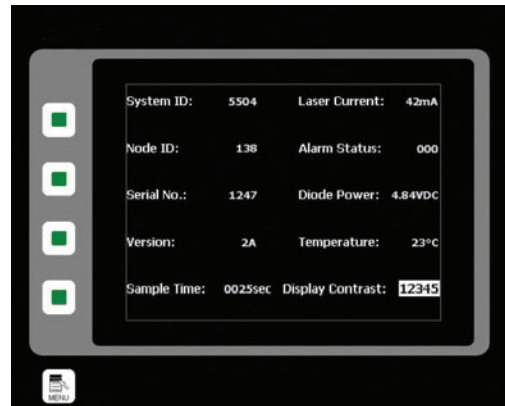 System ID: 5504 Laser Current: 42mA
Node ID: 138 Alarm Status: 000
Serial No.: 1247 Diode Power: 4.84VDC
Version: 2A Temperature: 23°C
Sample Time: 0025sec Display Contrast: 12345
MENU